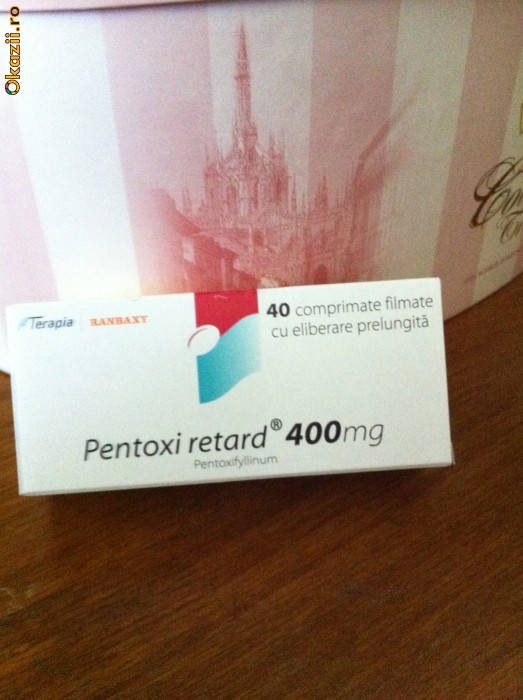 Okazii.ro
Terapia | RANBAXY
40 comprimate filmate
cu eliberare prelungită
Pentoxi retard® 400mg
Pentoxifyllinum